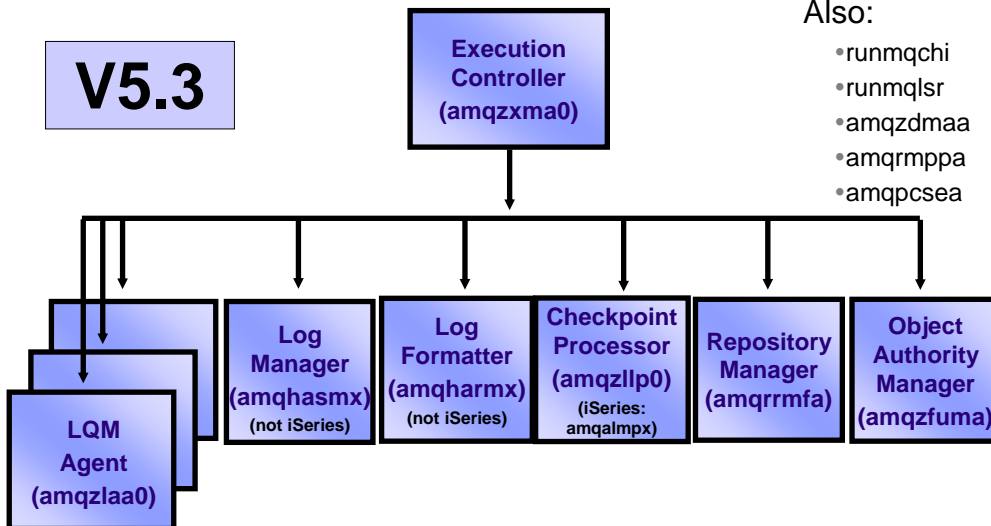 V5.3
Execution
Controller
(amqzxma0)
Also:
•runmqchi
•runmqlsr
•amqzdmaa
•amqrmppa
•amqpcsea
LQM
Agent
(amqzlaa0)
Log
Manager
(amqhasmx)
(not iSeries)
Log
Formatter
(amqharmx)
(not iSeries)
Checkpoint
Processor
(amqzllp0)
(iSeries:
amqalmpx)
Repository
Manager
(amqrrmfa)
Object
Authority
Manager
(amqzfuma)